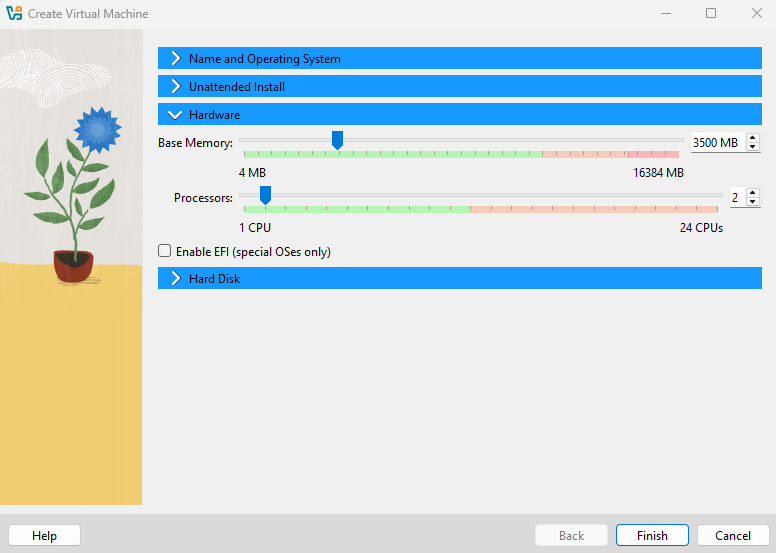 Create Virtual Machine
Name and Operating System
Unattended Install
Hardware
Base Memory: 3500 MB
4 MB 16384 MB
Processors: 2
1 CPU 24 CPUs
Enable EFI (special OSes only)
Hard Disk
Help Back Finish Cancel